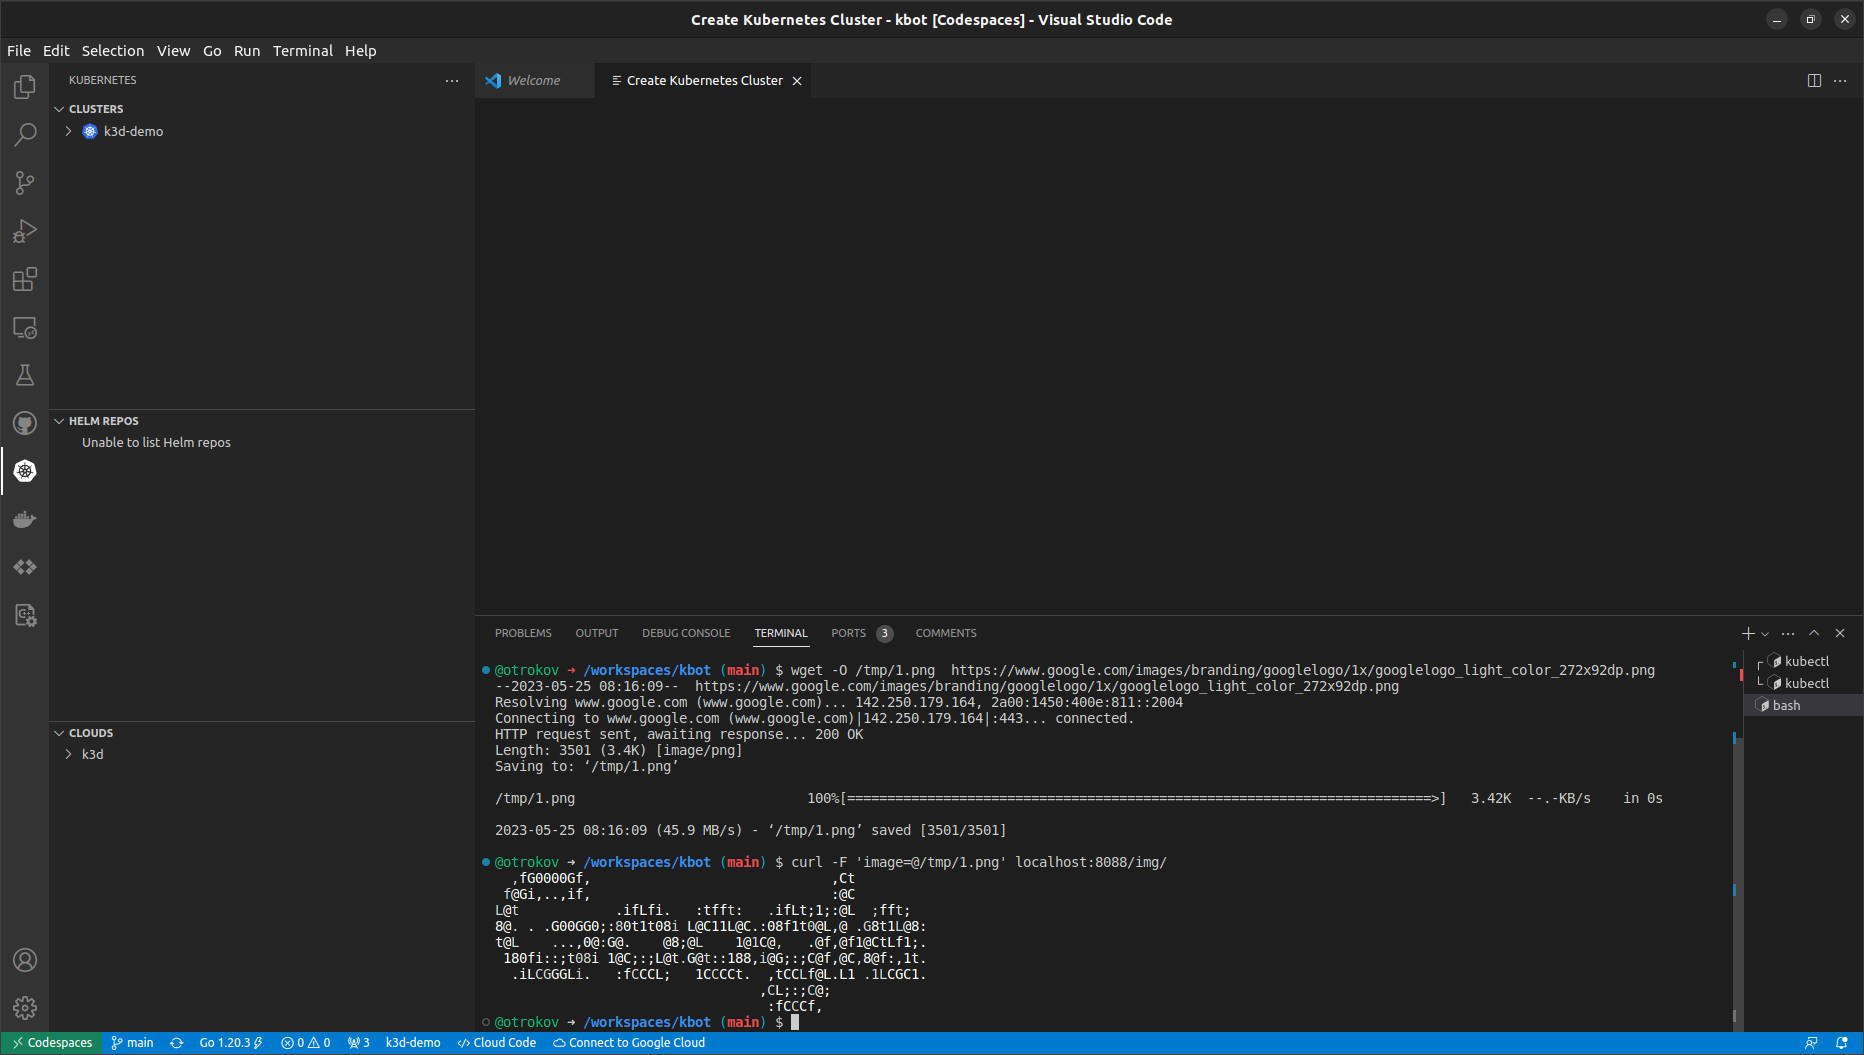 Create Kubernetes Cluster - kbot [Codespaces] - Visual Studio Code
File Edit Selection View Go Run Terminal Help
KUBERNETES
CLUSTERS
k3d-demo
HELM REPOS
Unable to list Helm repos
CLOUDS
k3d
Welcome
Create Kubernetes Cluster
PROBLEMS OUTPUT DEBUG CONSOLE TERMINAL PORTS 3 COMMENTS
@otrokov ➜ /workspaces/kbot (main) $ wget -O /tmp/1.png  https://www.google.com/images/branding/googlelogo/1x/googlelogo_light_color_272x92dp.png
--2023-05-25 08:16:09--  https://www.google.com/images/branding/googlelogo/1x/googlelogo_light_color_272x92dp.png
Resolving www.google.com (www.google.com)... 142.250.179.164, 2a00:1450:400e:811::2004
Connecting to www.google.com (www.google.com)|142.250.179.164|:443... connected.
HTTP request sent, awaiting response... 200 OK
Length: 3501 (3.4K) [image/png]
Saving to: ‘/tmp/1.png’
/tmp/1.png                             100%[=========================================================================>]   3.42K  --.-KB/s    in 0s
2023-05-25 08:16:09 (45.9 MB/s) - ‘/tmp/1.png’ saved [3501/3501]
@otrokov ➜ /workspaces/kbot (main) $ curl -F 'image=@/tmp/1.png' localhost:8088/img/
  ,fG0000Gf,                              ,Ct
 f@Gi,..,if,                              :@C
L@t            .ifLfi.   :tfft:   .ifLt;1;:@L  ;fft;
8@. . .G00GG0;:80t1t08i L@C11L@C.:08f1t0@L,@ .G8t1L@8:
t@L    ...,0@:G@.    @8;@L    1@1C@,   .@f,@f1@CtLf1;.
 180fi::;t08i 1@C;:;L@t.G@t::188,i@G;:;C@f,@C,8@f:,1t.
  .iLCGGGLi.   :fCCCL;   1CCCCt.  ,tCCLf@L.L1 .1LCGC1.
                                 ,CL;:;C@;
                                  :fCCCf,
@otrokov ➜ /workspaces/kbot (main) $
kubectl
kubectl
bash
Codespaces main Go 1.20.3 0 0 3 k3d-demo Cloud Code Connect to Google Cloud